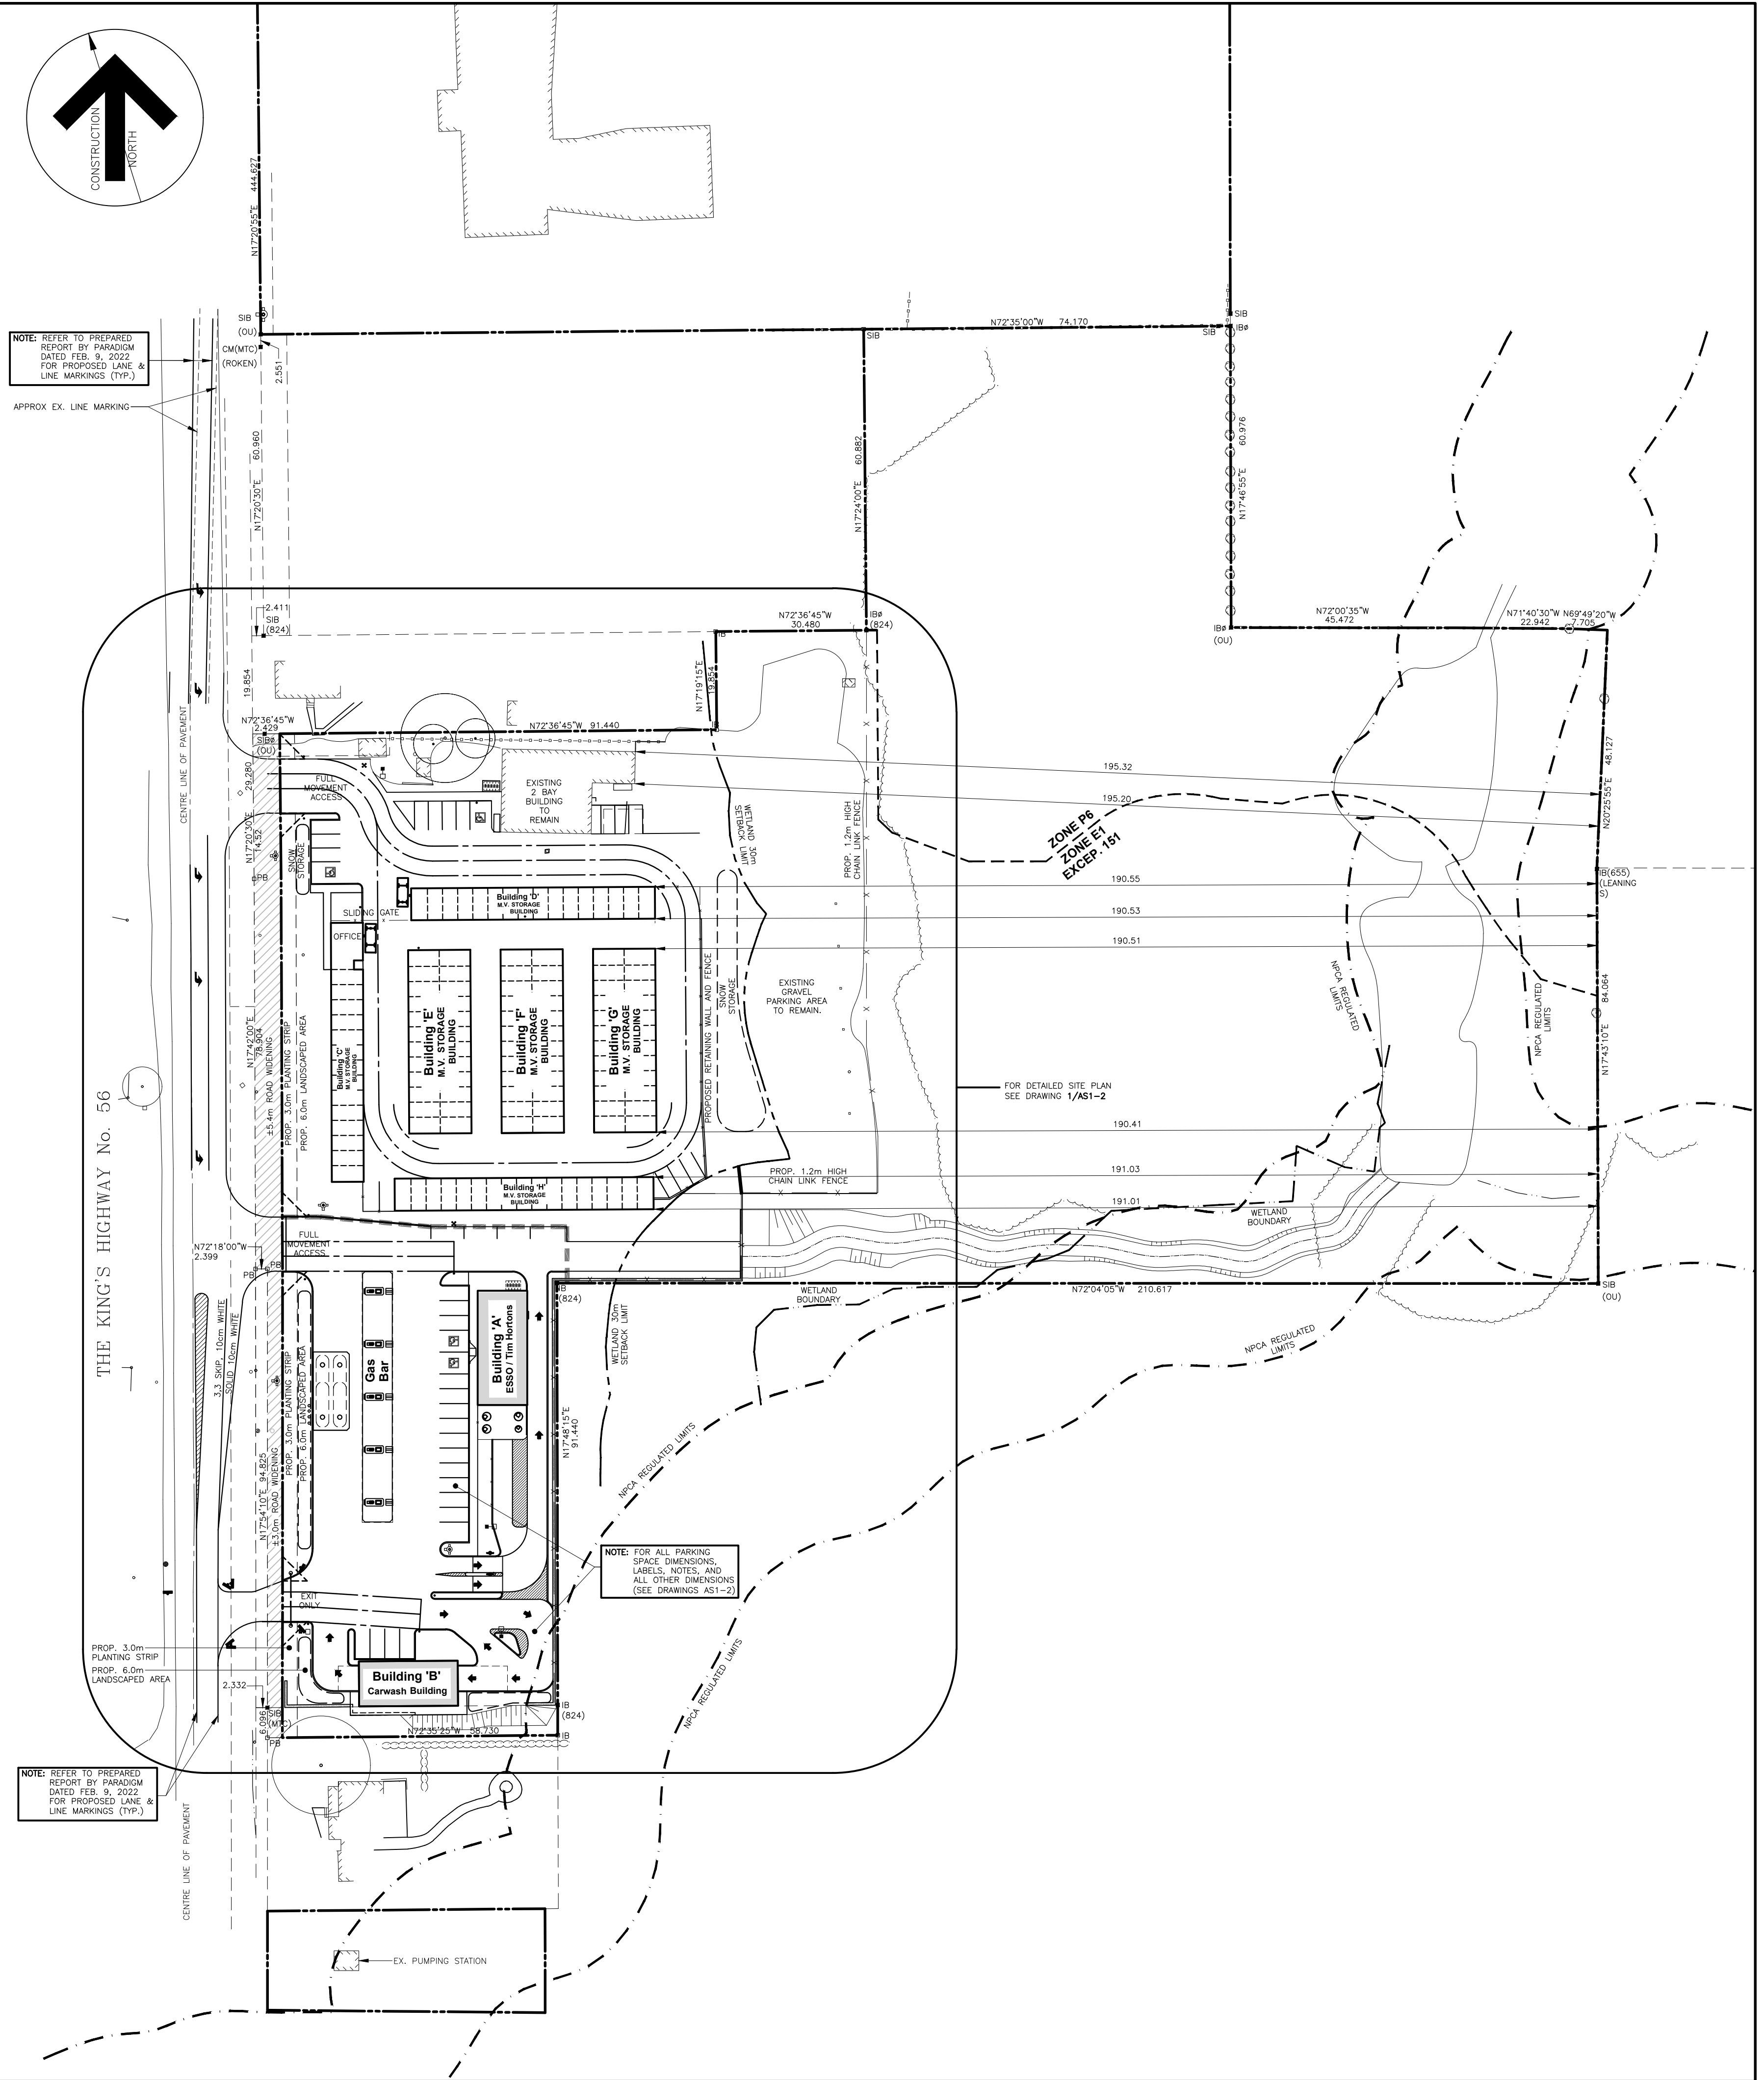 CONSTRUCTION
NORTH
N17°20'55"E 444.627
NOTE: REFER TO PREPARED
REPORT BY PARADIGM
DATED FEB. 9, 2022
FOR PROPOSED LANE &
LINE MARKINGS (TYP.)
APPROX EX. LINE MARKING
SIB
(OU)
CM(MTC)
(ROKEN)
2.551
SIB
N72°35'00"W 74.170
SIB
SIB
IBø
N17°20'30"E 60.960
N17°24'00"E 60.882
N17°46'55"E 60.976
2.411
SIB
(824)
IB
N72°36'45"W
30.480
IBø
(824)
IBø
(OU)
N72°00'35"W
45.472
N71°40'30"W
22.942
N69°49'20"W
7.705
19.854
N17°19'15"E
19.854
N72°36'45"W
2.429
SIBø
(OU)
N72°36'45"W 91.440
CENTRE LINE OF PAVEMENT
29.280
N17°20'30"E
14.52
FULL
MOVEMENT
ACCESS
EXISTING
2 BAY
BUILDING
TO
REMAIN
WETLAND 30m
SETBACK LIMIT
PROP. 1.2m HIGH
CHAIN LINK FENCE
195.32
195.20
N20°25'55"E 48.127
ZONE P6
ZONE E1
EXCEP. 151
SNOW
STORAGE
PB
SLIDING GATE
OFFICE
Building 'D'
M.V. STORAGE
BUILDING
190.55
190.53
190.51
IB(655)
(LEANING
S)
Building 'C'
M.V. STORAGE
BUILDING
Building 'E'
M.V. STORAGE
BUILDING
Building 'F'
M.V. STORAGE
BUILDING
Building 'G'
M.V. STORAGE
BUILDING
PROPOSED RETAINING WALL AND FENCE
SNOW
STORAGE
EXISTING
GRAVEL
PARKING AREA
TO REMAIN.
NPCA REGULATED
LIMITS
NPCA REGULATED
LIMITS
N17°43'10"E 84.064
N17°42'00"E
78.904
±5.4m ROAD WIDENING
PROP. 3.0m PLANTING STRIP
PROP. 6.0m LANDSCAPED AREA
THE KING'S HIGHWAY No. 56
FOR DETAILED SITE PLAN
SEE DRAWING 1/AS1-2
190.41
191.03
191.01
PROP. 1.2m HIGH
CHAIN LINK FENCE
Building 'H'
M.V. STORAGE
BUILDING
WETLAND
BOUNDARY
FULL
MOVEMENT
ACCESS
N72°18'00"W
2.399
PB
PB
IB
(824)
WETLAND
BOUNDARY
N72°04'05"W 210.617
SIB
(OU)
3.3 SKIP, 10cm WHITE
SOLID 10cm WHITE
PROP. 3.0m PLANTING STRIP
PROP. 6.0m LANDSCAPED AREA
N17°54'10"E 94.825
±3.0m ROAD WIDENING
Gas
Bar
Building 'A'
ESSO / Tim Hortons
WETLAND 30m
SETBACK LIMIT
N17°48'15"E
91.440
NPCA REGULATED
LIMITS
NPCA REGULATED LIMITS
NOTE: FOR ALL PARKING
SPACE DIMENSIONS,
LABELS, NOTES, AND
ALL OTHER DIMENSIONS
(SEE DRAWINGS AS1-2)
EXIT
ONLY
PROP. 3.0m
PLANTING STRIP
PROP. 6.0m
LANDSCAPED AREA
Building 'B'
Carwash Building
NPCA REGULATED LIMITS
2.332
6.096
SIB
(MTC)
PB
N72°35'25"W 58.730
IB
(824)
IB
NOTE: REFER TO PREPARED
REPORT BY PARADIGM
DATED FEB. 9, 2022
FOR PROPOSED LANE &
LINE MARKINGS (TYP.)
CENTRE LINE OF PAVEMENT
EX. PUMPING STATION